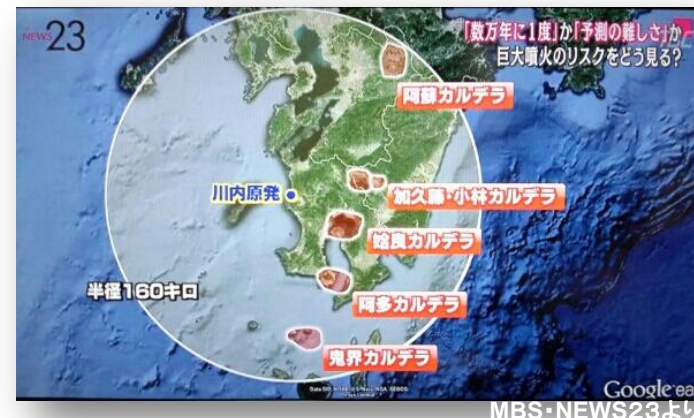 NEWS23
「数万年に1度」か「予測の難しさ」か
巨大噴火のリスクをどう見る?
阿蘇カルデラ
川内原発
加久藤・小林カルデラ
姶良カルデラ
阿多カルデラ
半径160キロ
鬼界カルデラ
Google ea
MBS・NEWS23より